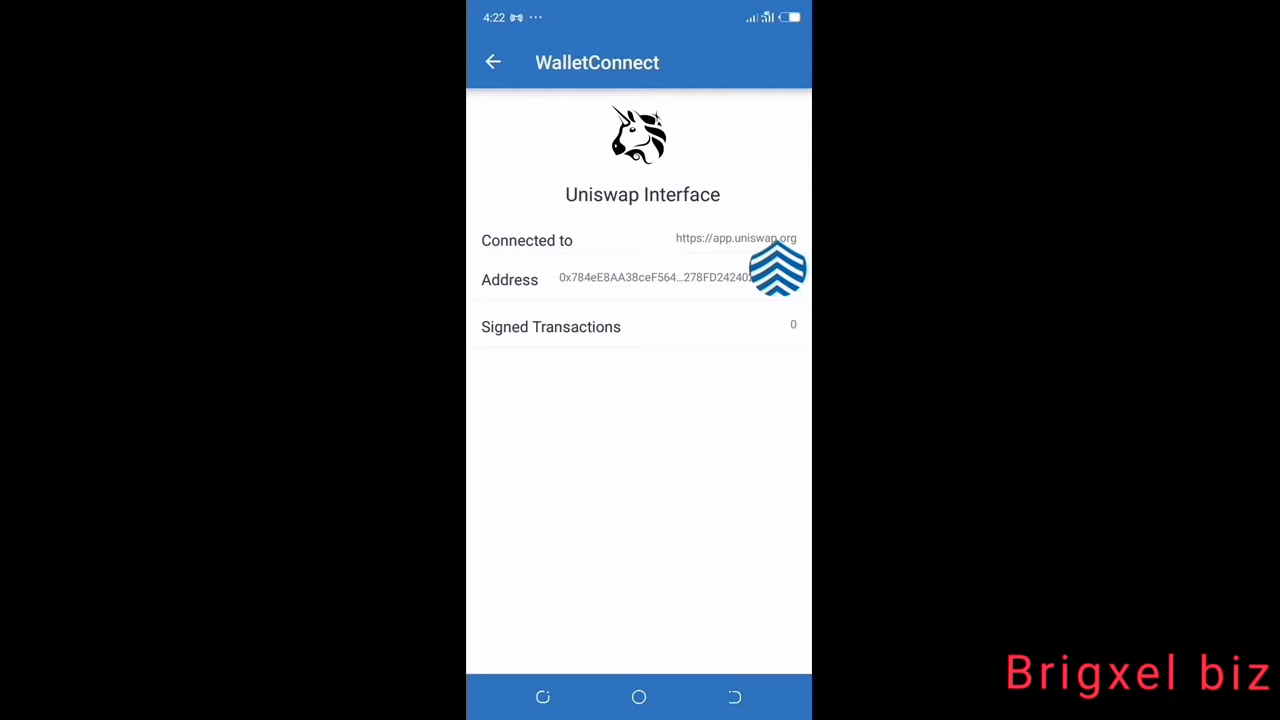 4:22
WalletConnect
Uniswap Interface
Connected to https://app.uniswap.org
Address 0x784eE8AA38ceF564...278FD24240
Signed Transactions 0
Brigxel biz